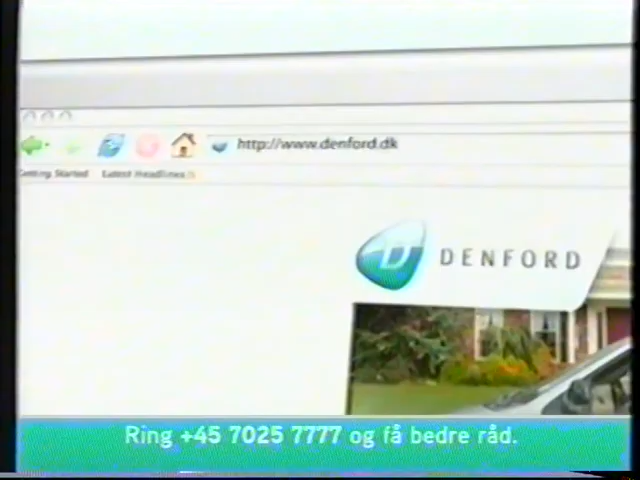 http://www.denford.dk
Getting Started Latest Headlines
D DENFORD
Ring +45 7025 7777 og få bedre råd.